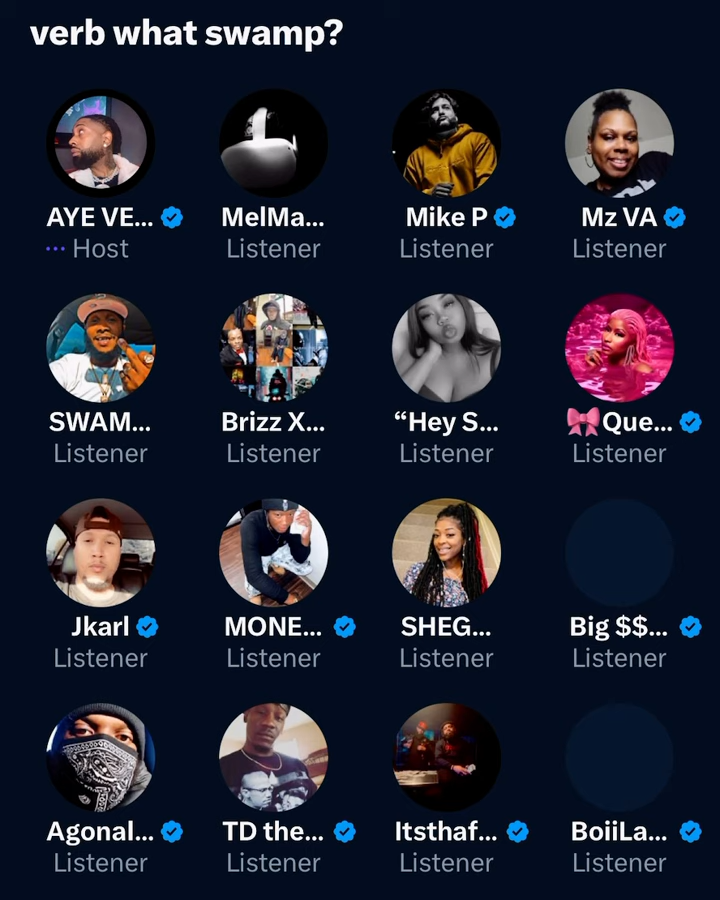 verb what swamp?
AYE VE... MelMa... Mike P Mz VA
Host Listener Listener Listener
SWAM... Brizz X... “Hey S... 🎀Que...
Listener Listener Listener Listener
Jkarl MONE... SHEG... Big $$...
Listener Listener Listener Listener
Agonal... TD the... Itsthaf... BoiiLa...
Listener Listener Listener Listener